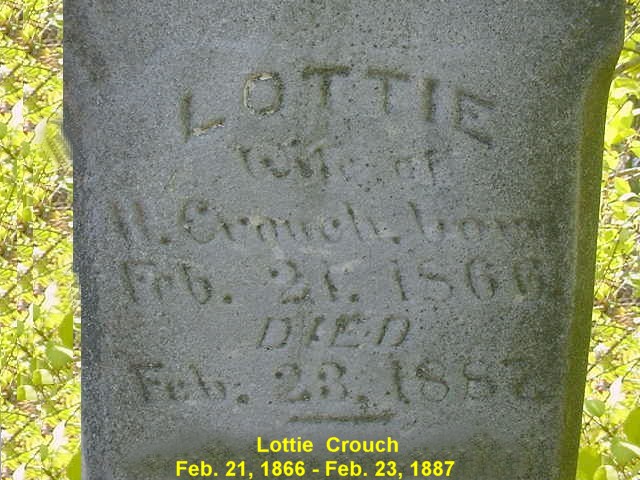 LOTTIE
Wife of
H. Crouch, born
Feb. 21. 1866
DIED
Feb. 23. 1887
Lottie Crouch
Feb. 21, 1866 - Feb. 23, 1887